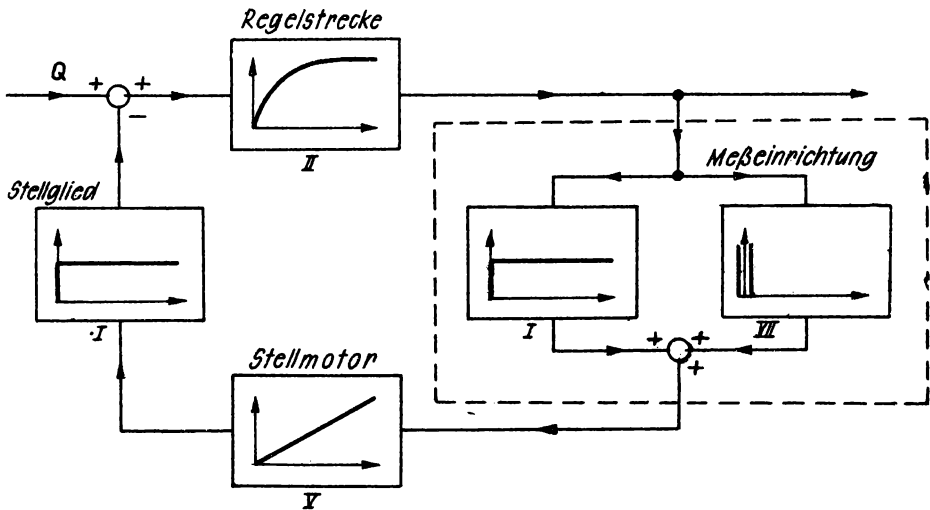 Regelstrecke
Q
+
+
−
II
Meßeinrichtung
Stellglied
I
I
VII
+
+
+
Stellmotor
V